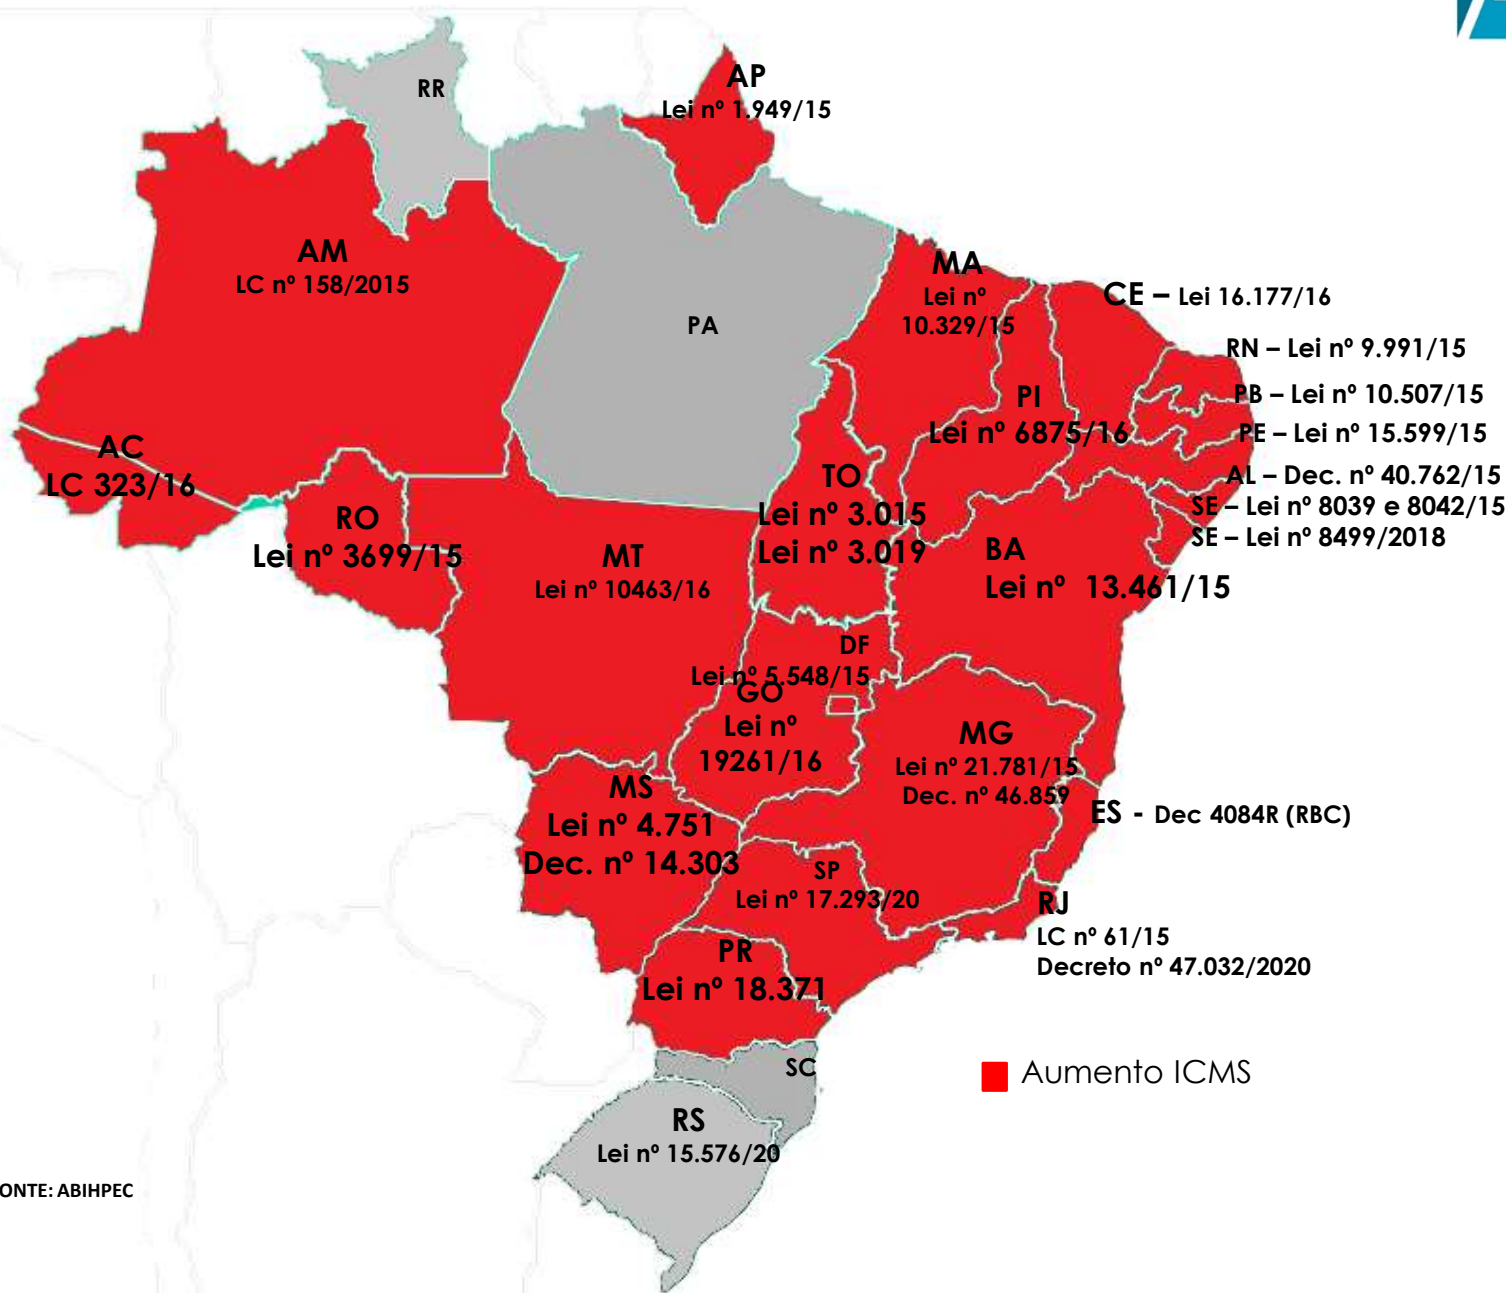 RR
AP
Lei nº 1.949/15
AM
LC nº 158/2015
MA
Lei nº
10.329/15
CE – Lei 16.177/16
PA
RN – Lei nº 9.991/15
PB – Lei nº 10.507/15
PI
Lei nº 6875/16
PE – Lei nº 15.599/15
AC
LC 323/16
TO
Lei nº 3.015
Lei nº 3.019
AL – Dec. nº 40.762/15
SE – Lei nº 8039 e 8042/15
SE – Lei nº 8499/2018
RO
Lei nº 3699/15
MT
Lei nº 10463/16
BA
Lei nº 13.461/15
DF
Lei nº 5.548/15
GO
Lei nº
19261/16
MG
Lei nº 21.781/15
Dec. nº 46.859
MS
Lei nº 4.751
Dec. nº 14.303
ES - Dec 4084R (RBC)
SP
Lei nº 17.293/20
RJ
LC nº 61/15
Decreto nº 47.032/2020
PR
Lei nº 18.371
SC
Aumento ICMS
RS
Lei nº 15.576/20
ONTE: ABIHPEC